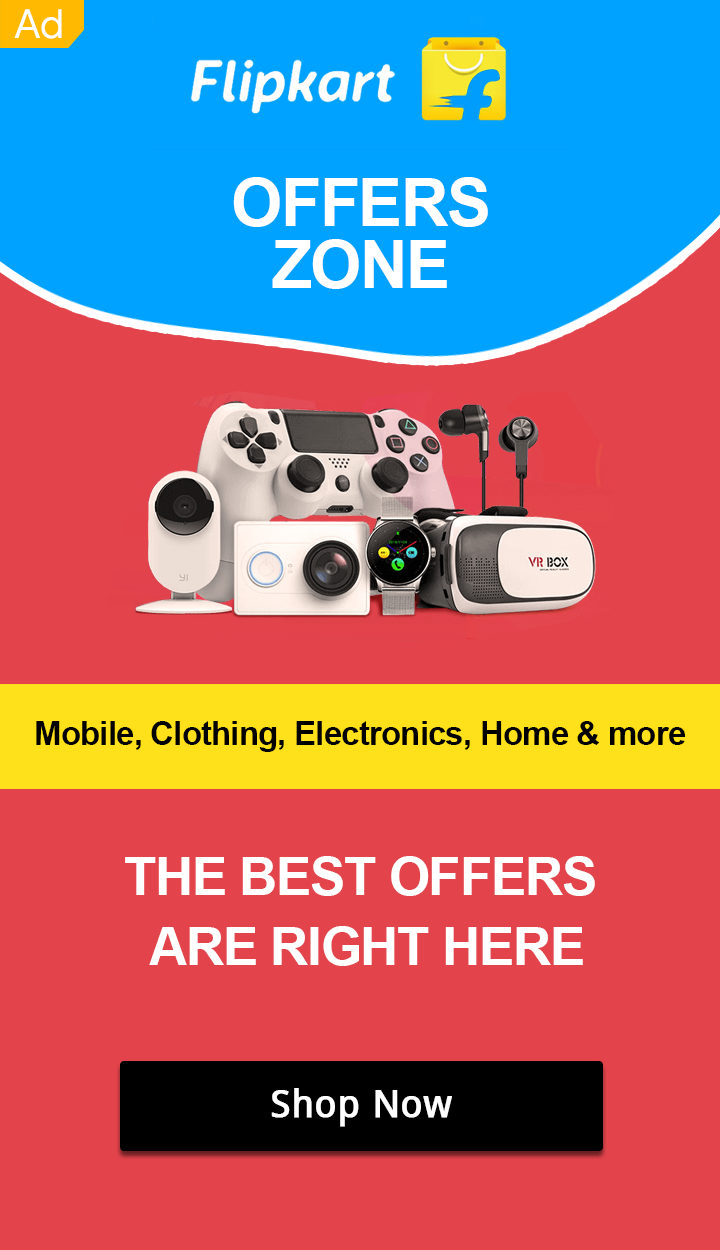 Ad
Flipkart
OFFERS
ZONE
YI
VR BOX
Mobile, Clothing, Electronics, Home & more
THE BEST OFFERS
ARE RIGHT HERE
Shop Now